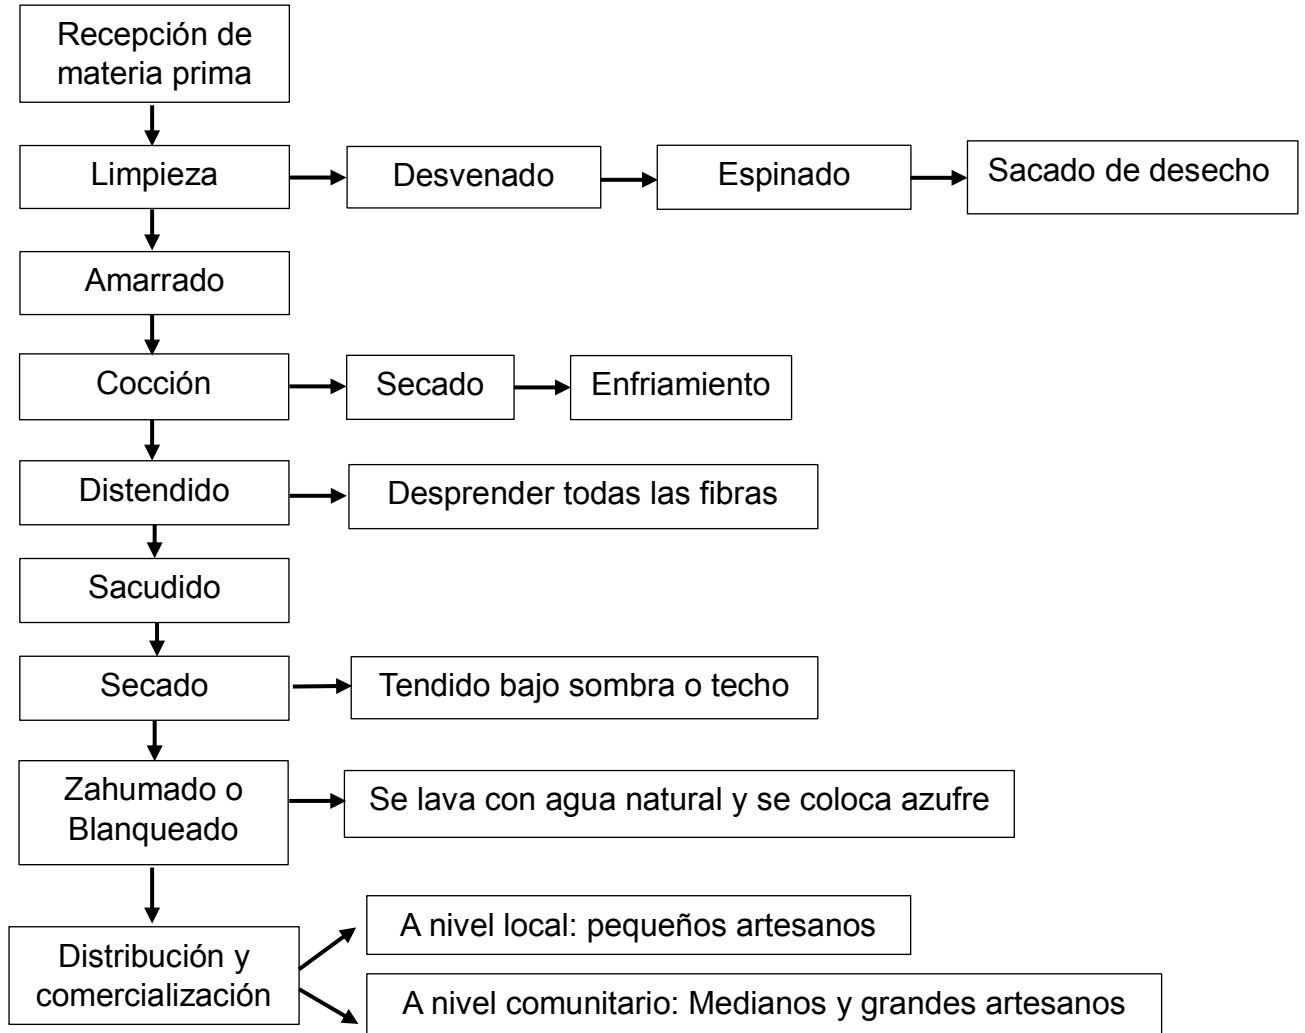 Recepción de
materia prima
Limpieza
Desvenado
Espinado
Sacado de desecho
Amarrado
Cocción
Secado
Enfriamiento
Distendido
Desprender todas las fibras
Sacudido
Secado
Tendido bajo sombra o techo
Zahumado o
Blanqueado
Se lava con agua natural y se coloca azufre
Distribución y
comercialización
A nivel local: pequeños artesanos
A nivel comunitario: Medianos y grandes artesanos